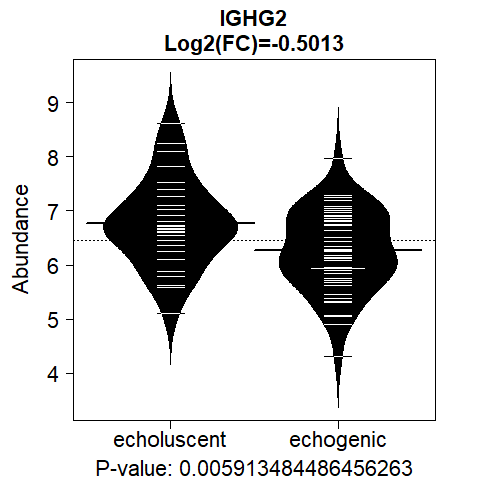 IGHG2
Log2(FC)=-0.5013
Abundance
9
8
7
6
5
4
echoluscent
echogenic
P-value: 0.005913484486456263